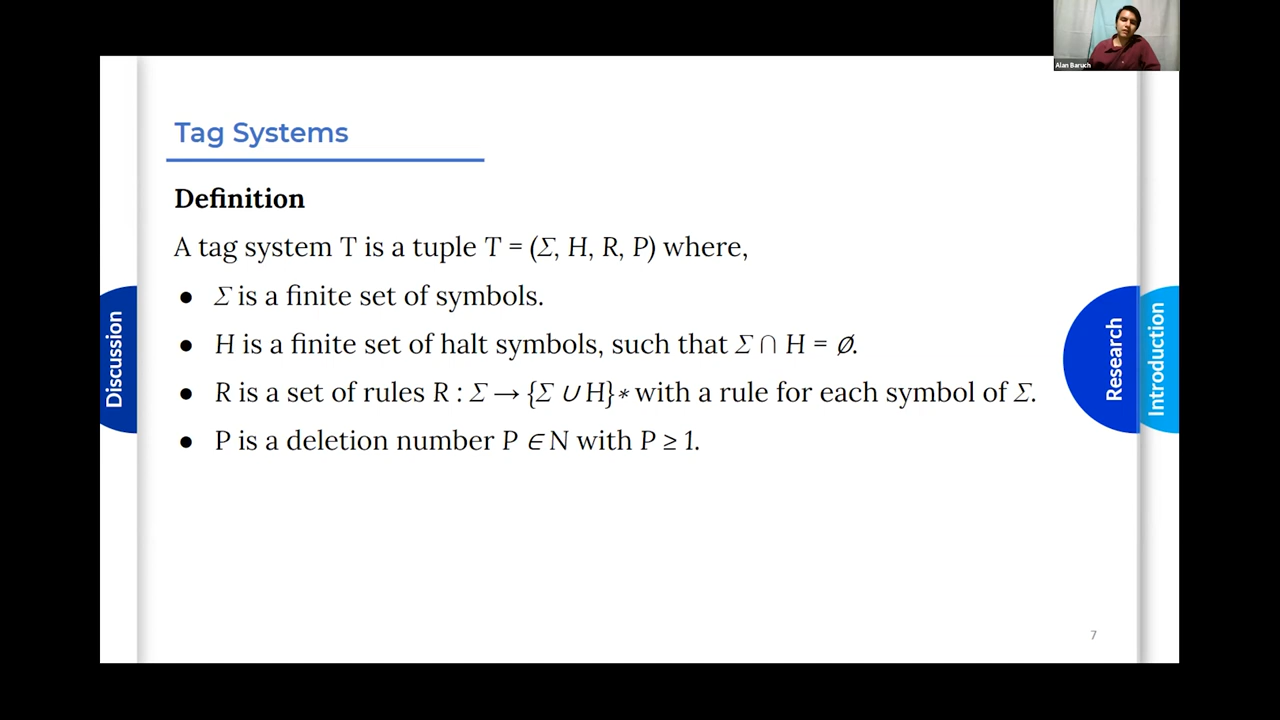 Alan Baruch
Tag Systems
Definition
A tag system T is a tuple T = (Σ, H, R, P) where,
● Σ is a finite set of symbols.
● H is a finite set of halt symbols, such that Σ ∩ H = ∅.
● R is a set of rules R : Σ → {Σ ∪ H}* with a rule for each symbol of Σ.
● P is a deletion number P ∈ N with P ≥ 1.
Discussion
Research
Introduction
7